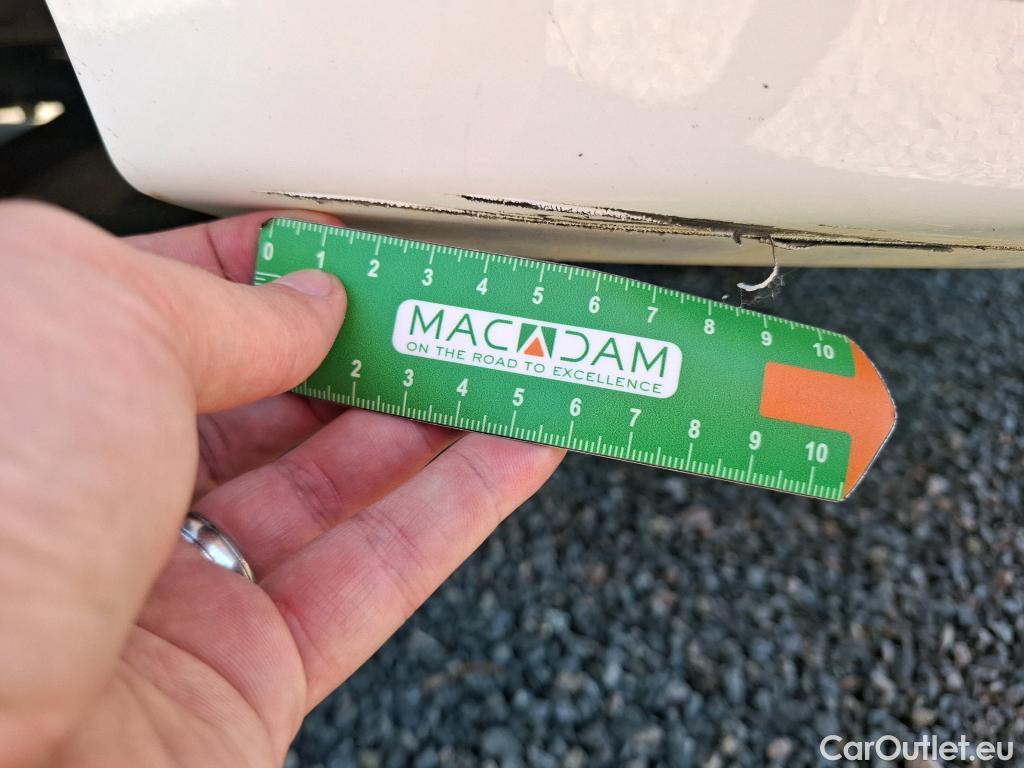 0 1 2 3 4 5 6 7 8 9 10
MACADAM
ON THE ROAD TO EXCELLENCE
2 3 4 5 6 7 8 9 10
CarOutlet.eu